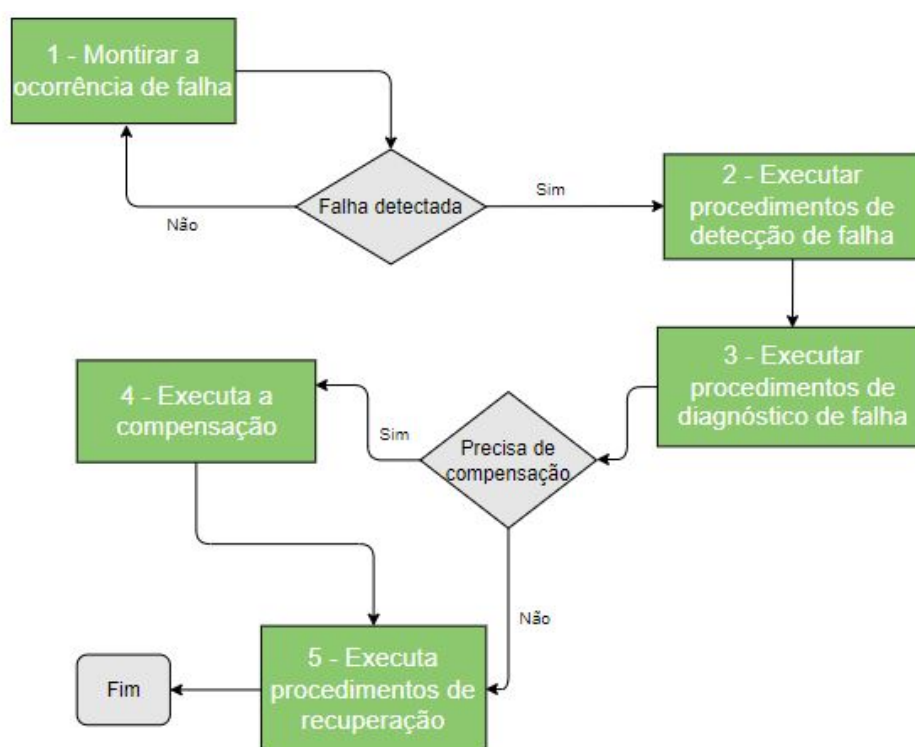 1 - Montirar a
ocorrência de falha
Falha detectada
Não
Sim
2 - Executar
procedimentos de
detecção de falha
3 - Executar
procedimentos de
diagnóstico de falha
Precisa de
compensação
Sim
4 - Executa a
compensação
Não
5 - Executa
procedimentos de
recuperação
Fim